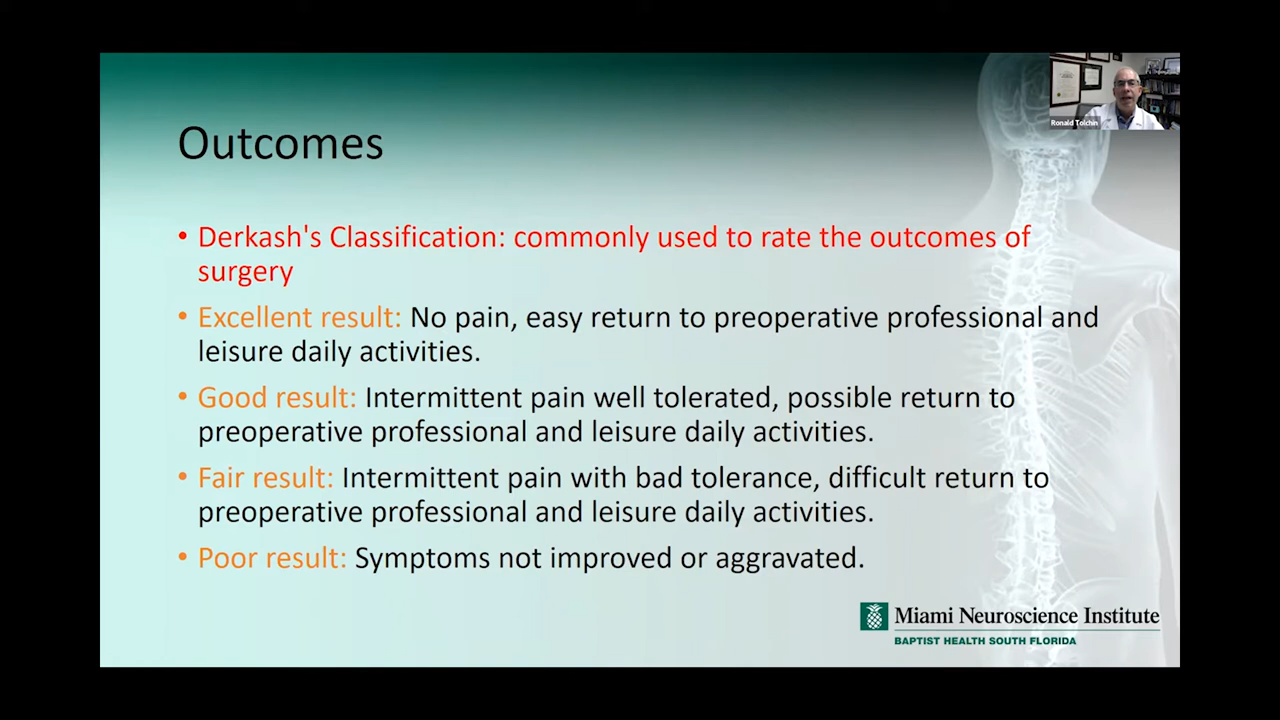 Ronald Tolchin
Outcomes
• Derkash's Classification: commonly used to rate the outcomes of
surgery
• Excellent result: No pain, easy return to preoperative professional and
leisure daily activities.
• Good result: Intermittent pain well tolerated, possible return to
preoperative professional and leisure daily activities.
• Fair result: Intermittent pain with bad tolerance, difficult return to
preoperative professional and leisure daily activities.
• Poor result: Symptoms not improved or aggravated.
Miami Neuroscience Institute
BAPTIST HEALTH SOUTH FLORIDA